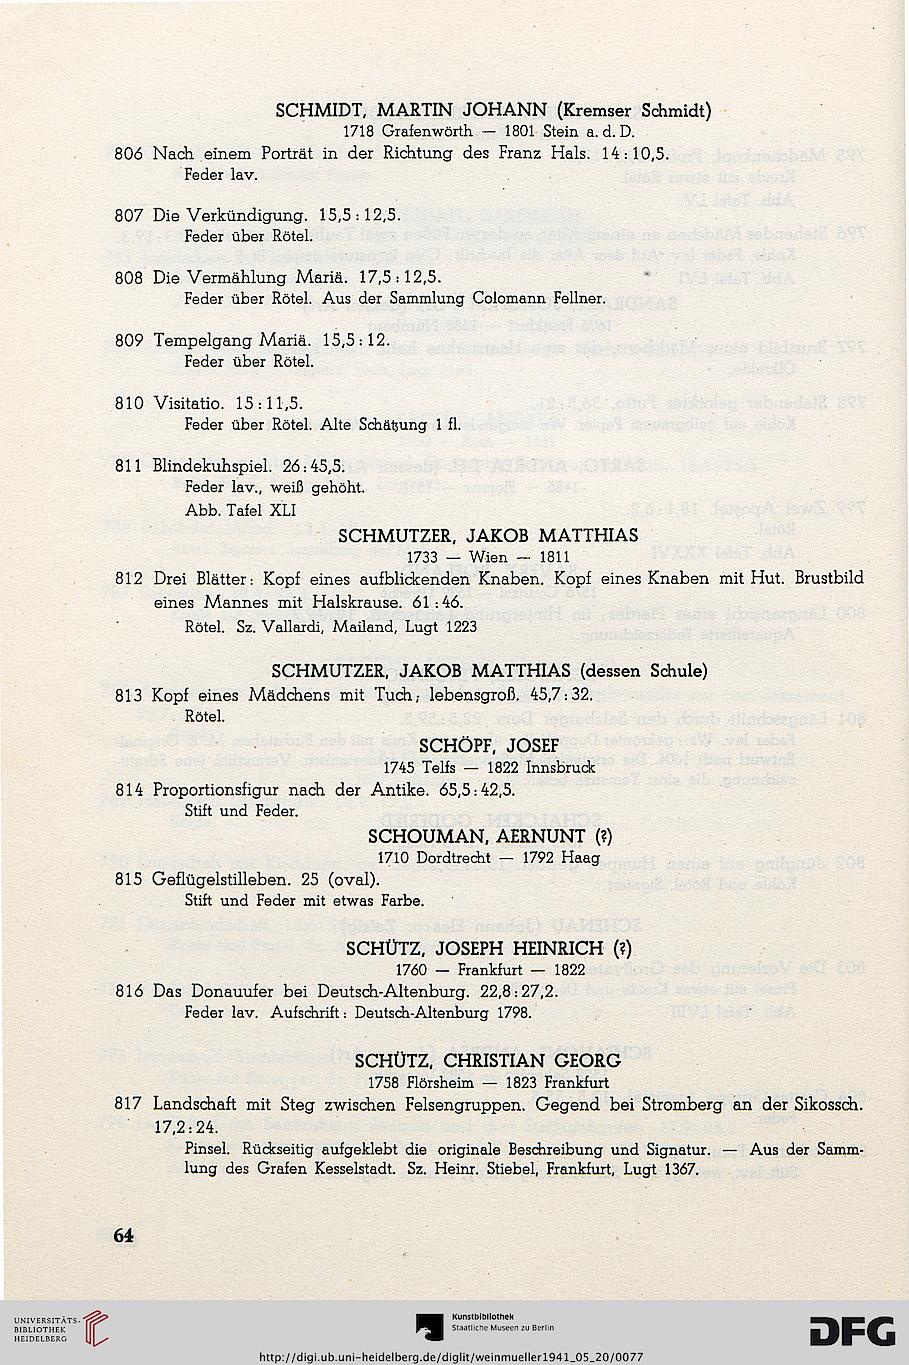 SCHMIDT, MARTIN JOHANN (Kremser Schmidt)
1718 Grafenwörth — 1801 Stein a. d. D.
806 Nach einem Porträt in der Richtung des Franz Hals. 14 : 10,5.
Feder lav.
807 Die Verkündigung. 15,5 : 12,5.
Feder über Rötel.
808 Die Vermählung Mariä. 17,5 : 12,5.
Feder über Rötel. Aus der Sammlung Colomann Fellner.
809 Tempelgang Mariä. 15,5 : 12.
Feder über Rötel.
810 Visitatio. 15 : 11,5.
Feder über Rötel. Alte Schätzung 1 fl.
811 Blindekuhspiel. 26 : 45,5.
Feder lav., weiß gehöht.
Abb. Tafel XLI
SCHMUTZER, JAKOB MATTHIAS
1733 — Wien — 1811
812 Drei Blätter : Kopf eines aufblickenden Knaben. Kopf eines Knaben mit Hut. Brustbild
eines Mannes mit Halskrause. 61 : 46.
Rötel. Sz. Vallardi, Mailand, Lugt 1223
SCHMUTZER, JAKOB MATTHIAS (dessen Schule)
813 Kopf eines Mädchens mit Tuch ; lebensgroß. 45,7 : 32.
Rötel.
SCHÖPF, JOSEF
1745 Telfs — 1822 Innsbruck
814 Proportionsfigur nach der Antike. 65,5 : 42,5.
Stift und Feder.
SCHOUMAN, AERNUNT (?)
1710 Dordtrecht — 1792 Haag
815 Geflügelstilleben. 25 (oval).
Stift und Feder mit etwas Farbe.
SCHÜTZ, JOSEPH HEINRICH (?)
1760 — Frankfurt — 1822
816 Das Donauufer bei Deutsch-Altenburg. 22,8 : 27,2.
Feder lav. Aufschrift : Deutsch-Altenburg 1798.
SCHÜTZ, CHRISTIAN GEORG
1758 Flörsheim — 1823 Frankfurt
817 Landschaft mit Steg zwischen Felsengruppen. Gegend bei Stromberg an der Sikossch.
17,2 : 24.
Pinsel. Rückseitig aufgeklebt die originale Beschreibung und Signatur. — Aus der Samm-
lung des Grafen Kesselstadt. Sz. Heinr. Stiebel, Frankfurt, Lugt 1367.
64
UNIVERSITÄTS-
BIBLIOTHEK
HEIDELBERG
Kunstbibliothek
Staatliche Museen zu Berlin
DFG
http://digi.ub.uni-heidelberg.de/diglit/weinmueller1941_05_20/0077